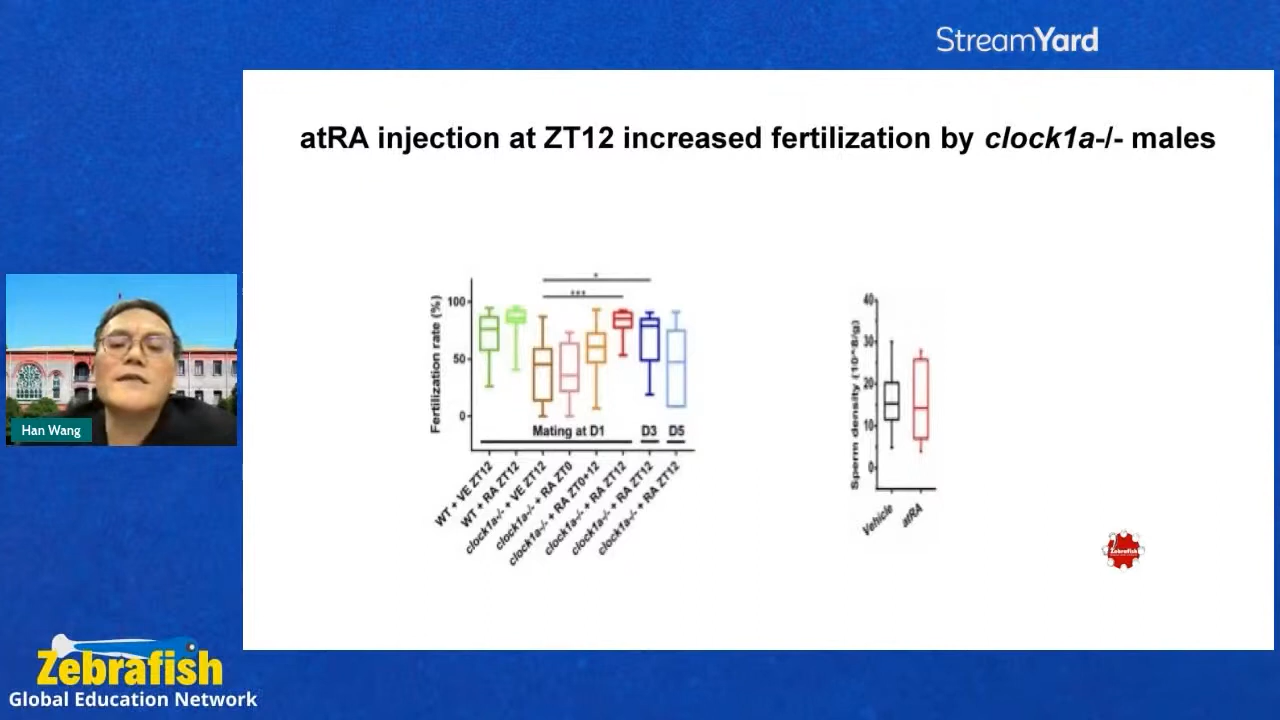 StreamYard
atRA injection at ZT12 increased fertilization by clock1a-/- males
Fertilization rate (%)
100
50
0
*
***
Mating at D1
D3
D5
WT + VE ZT12
WT + RA ZT12
clock1a-/- + VE ZT12
clock1a-/- + RA ZT0
clock1a-/- + RA ZT0+12
clock1a-/- + RA ZT12
clock1a-/- + RA ZT12
clock1a-/- + RA ZT12
Sperm density (10^8/g)
40
30
20
10
0
Vehicle
atRA
Zebrafish
Han Wang
Zebrafish
Global Education Network